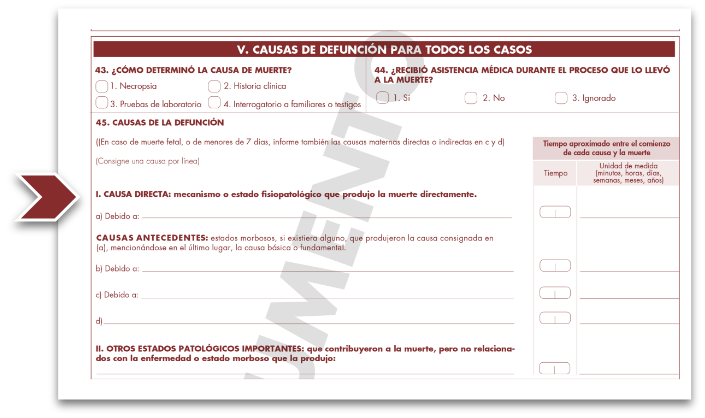 V. CAUSAS DE DEFUNCIÓN PARA TODOS LOS CASOS
43. ¿CÓMO DETERMINÓ LA CAUSA DE MUERTE?
1. Necropsia 2. Historia clínica
3. Pruebas de laboratorio 4. Interrogatorio a familiares o testigos
44. ¿RECIBIÓ ASISTENCIA MÉDICA DURANTE EL PROCESO QUE LO LLEVÓ
A LA MUERTE?
1. Sí 2. No 3. Ignorado
45. CAUSAS DE LA DEFUNCIÓN
((En caso de muerte fetal, o de menores de 7 días, informe también las causas maternas directas o indirectas en c y d)
(Consigne una causa por línea)
Tiempo aproximado entre el comienzo
de cada causa y la muerte
Tiempo
Unidad de medida
(minutos, horas, días,
semanas, meses, años)
I. CAUSA DIRECTA: mecanismo o estado fisiopatológico que produjo la muerte directamente.
a) Debido a:
CAUSAS ANTECEDENTES: estados morbosos, si existiera alguno, que produjeron la causa consignada en
(a), mencionándose en el último lugar, la causa básica o fundamental.
b) Debido a:
c) Debido a:
d)
II. OTROS ESTADOS PATOLÓGICOS IMPORTANTES: que contribuyeron a la muerte, pero no relaciona-
dos con la enfermedad o estado morboso que la produjo:
UMENTO